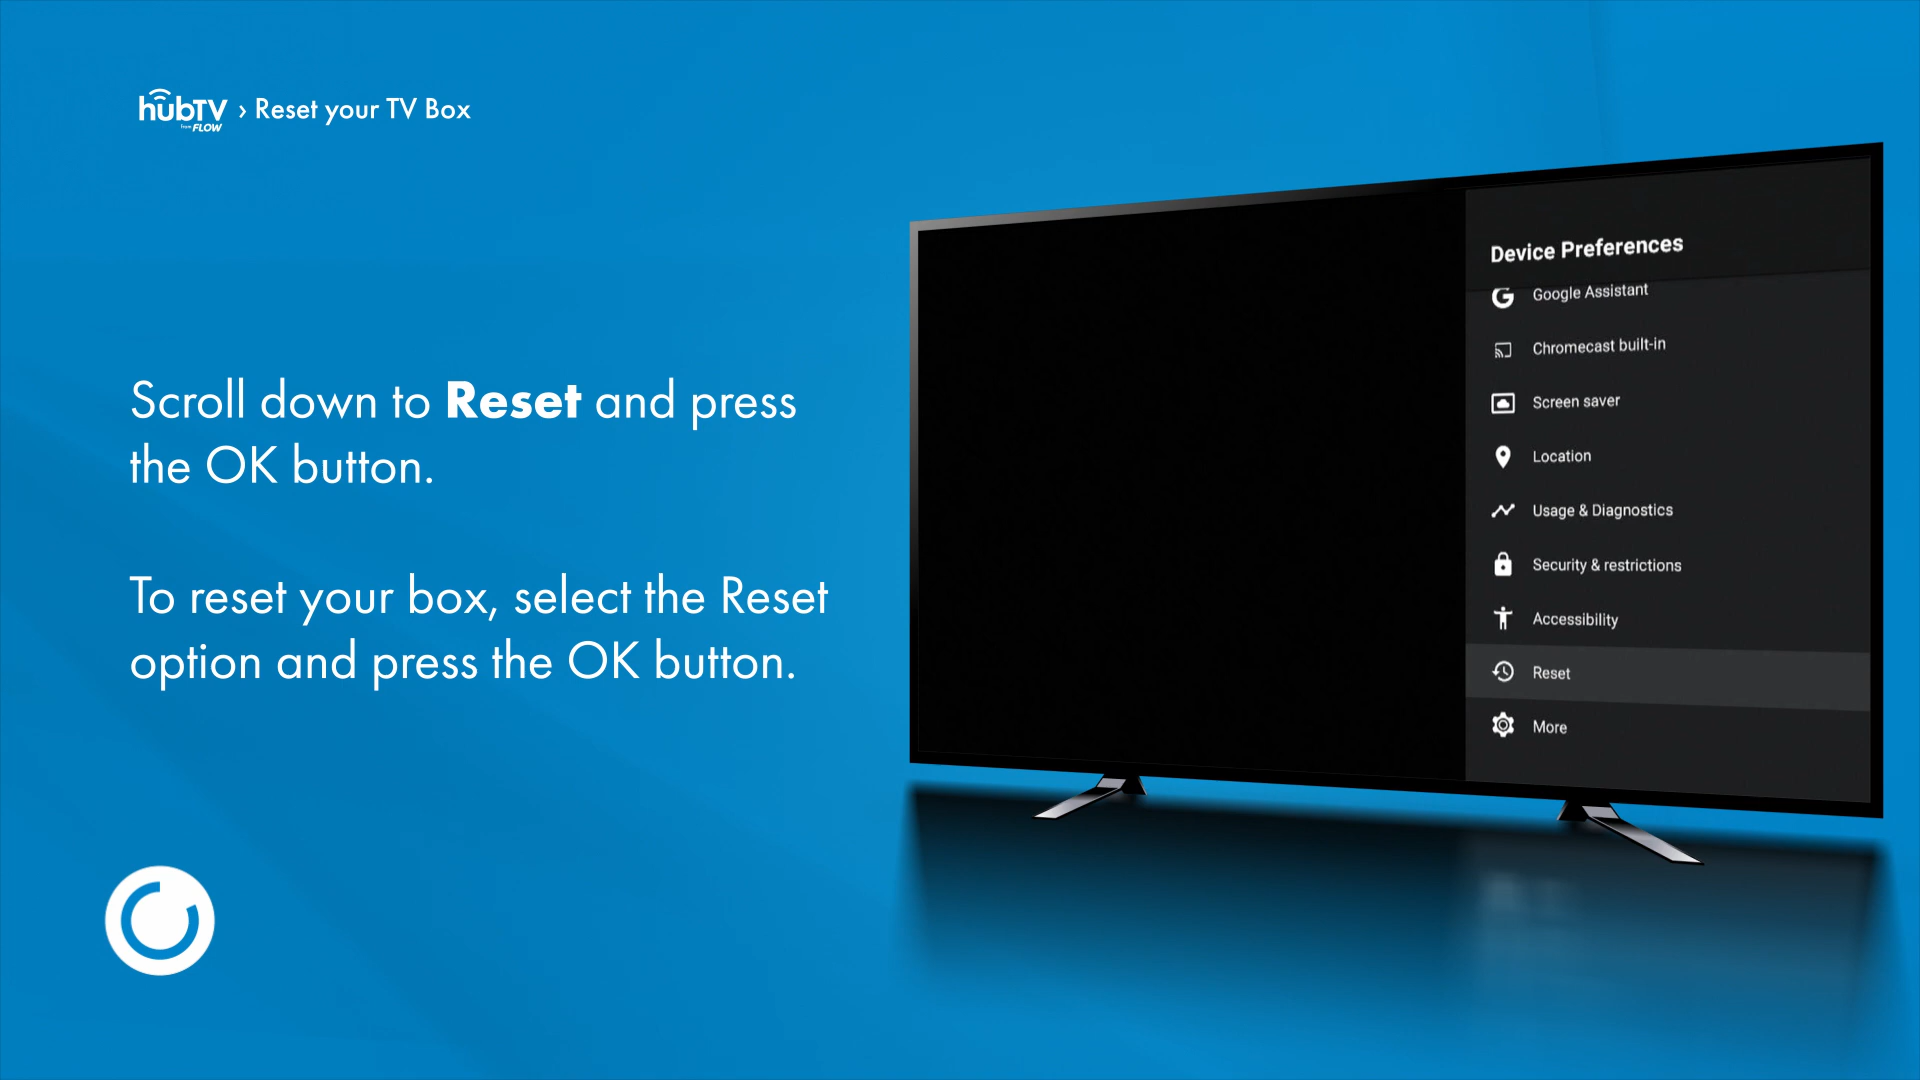 hubTV › Reset your TV Box
from FLOW
Scroll down to Reset and press
the OK button.
To reset your box, select the Reset
option and press the OK button.
Device Preferences
Google Assistant
Chromecast built-in
Screen saver
Location
Usage & Diagnostics
Security & restrictions
Accessibility
Reset
More